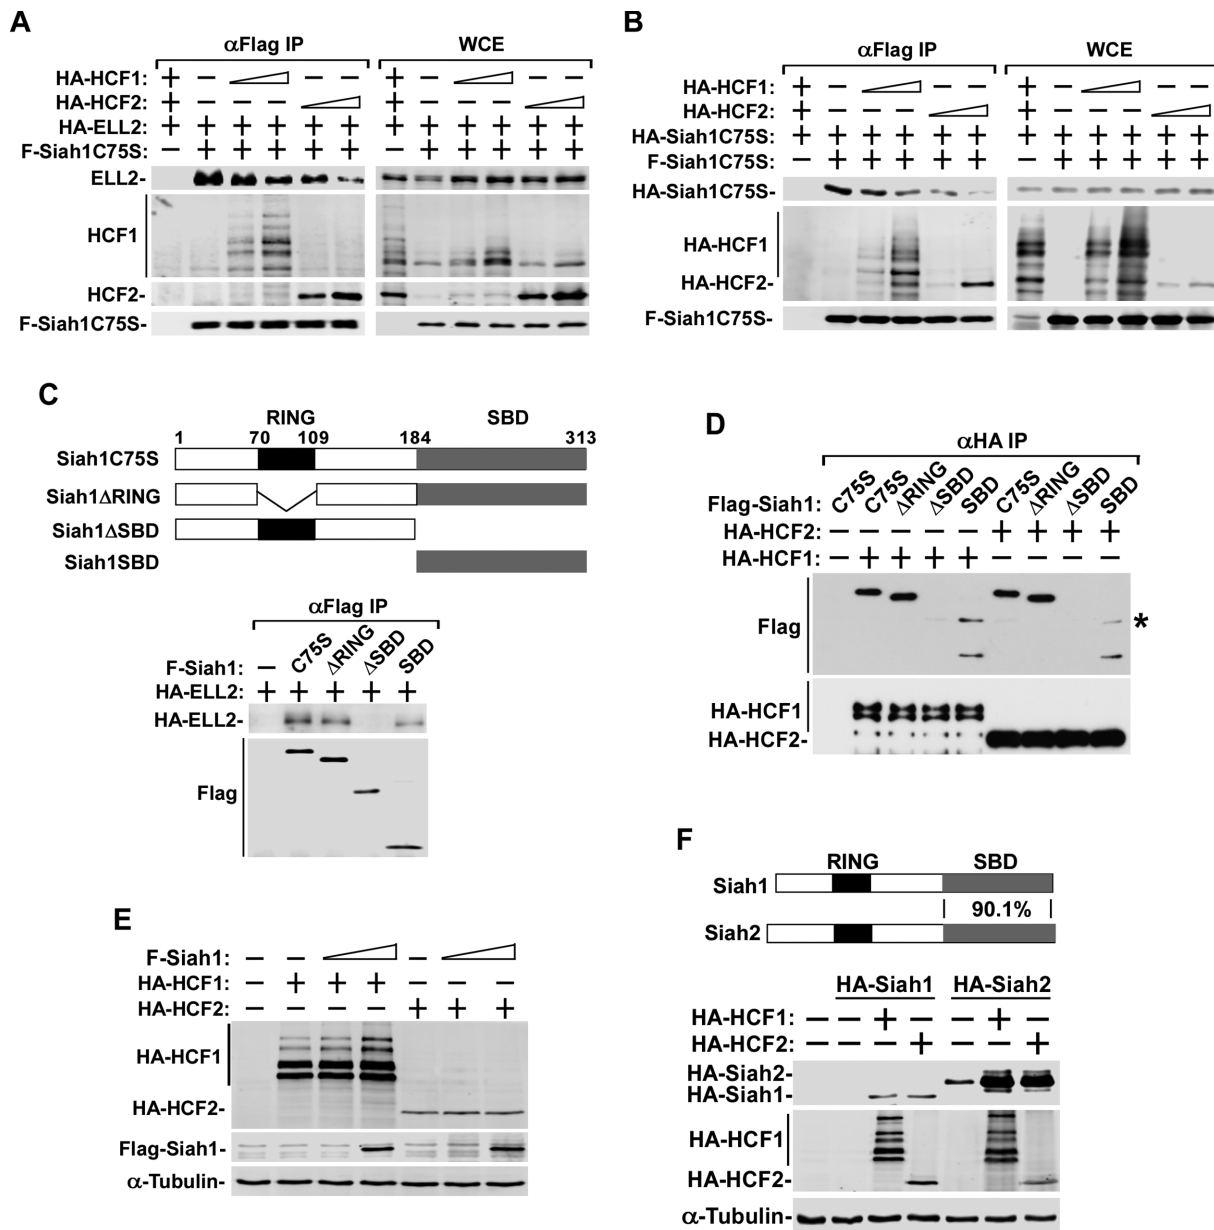 A
αFlag IP WCE
HA-HCF1: + − − − + − − −
HA-HCF2: + − − − + − − −
HA-ELL2: + + + + + + + + + + + +
F-Siah1C75S: − + + + + + − + + + + +
ELL2-
HCF1
HCF2-
F-Siah1C75S-
B
αFlag IP WCE
HA-HCF1: + − − − + − − −
HA-HCF2: + − − − + − − −
HA-Siah1C75S: + + + + + + + + + + + +
F-Siah1C75S: − + + + + + − + + + + +
HA-Siah1C75S-
HA-HCF1
HA-HCF2-
F-Siah1C75S-
C
RING SBD
1 70 109 184 313
Siah1C75S
Siah1ΔRING
Siah1ΔSBD
Siah1SBD
αFlag IP
F-Siah1: − C75S ΔRING ΔSBD SBD
HA-ELL2: + + + + +
HA-ELL2-
Flag
D
αHA IP
Flag-Siah1: C75S C75S ΔRING ΔSBD SBD C75S ΔRING ΔSBD SBD
HA-HCF2: − − − − − + + + +
HA-HCF1: − + + + + − − − −
Flag
*
HA-HCF1
HA-HCF2-
E
F-Siah1: − − −
HA-HCF1: − + + + − − −
HA-HCF2: − − − − + + +
HA-HCF1
HA-HCF2-
Flag-Siah1-
α-Tubulin-
F
RING SBD
Siah1
90.1%
Siah2
HA-Siah1 HA-Siah2
HA-HCF1: − − + − − + −
HA-HCF2: − − − + − − +
HA-Siah2-
HA-Siah1-
HA-HCF1
HA-HCF2-
α-Tubulin-